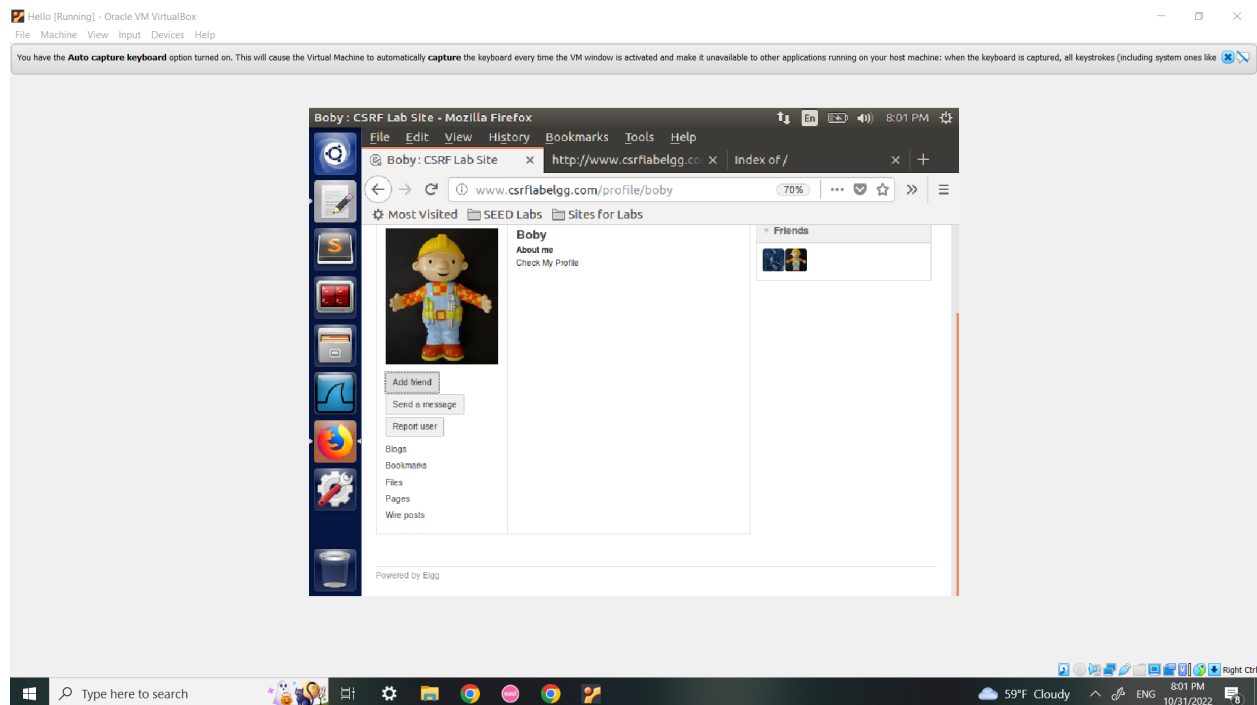 Hello [Running] - Oracle VM VirtualBox
File Machine View Input Devices Help
You have the Auto capture keyboard option turned on. This will cause the Virtual Machine to automatically capture the keyboard every time the VM window is activated and make it unavailable to other applications running on your host machine: when the keyboard is captured, all keystrokes (including system ones like
Boby : CSRF Lab Site - Mozilla Firefox
En
8:01 PM
File Edit View History Bookmarks Tools Help
Boby : CSRF Lab Site
http://www.csrflabelgg.co
Index of /
www.csrflabelgg.com/profile/boby
70%
Most Visited SEED Labs Sites for Labs
Boby
About me
Check My Profile
Friends
Add friend
Send a message
Report user
Blogs
Bookmarks
Files
Pages
Wire posts
Powered by Elgg
Right Ctrl
Type here to search
59°F Cloudy
ENG
8:01 PM
10/31/2022
8